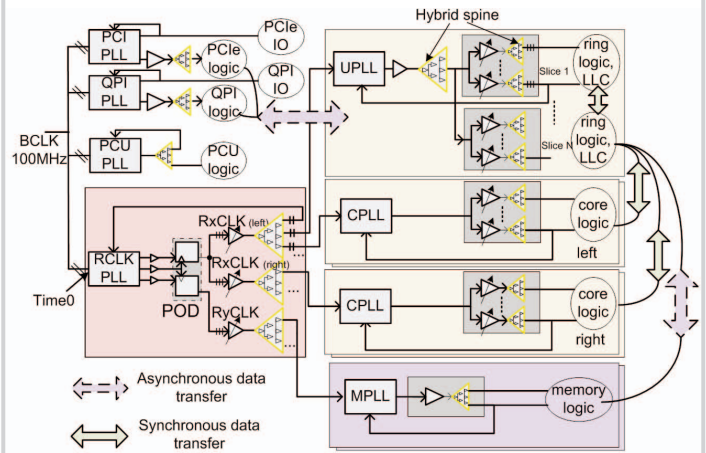 Hybrid spine
PCI
PLL
PCIe
IO
PCIe
logic
QPI
PLL
QPI
IO
QPI
logic
BCLK
100MHz
PCU
PLL
PCU
logic
UPLL
Slice 1
ring
logic,
LLC
Slice N
ring
logic,
LLC
RxCLK (left)
RCLK
PLL
RxCLK (right)
Time0
POD
RyCLK
...
...
...
CPLL
core
logic
left
CPLL
core
logic
right
MPLL
memory
logic
Asynchronous data
transfer
Synchronous data
transfer